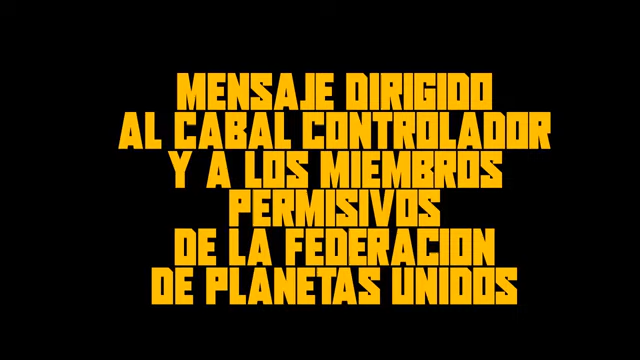 MENSAJE DIRIGIDO
AL CABAL CONTROLADOR
Y A LOS MIEMBROS
PERMISIVOS
DE LA FEDERACION
DE PLANETAS UNIDOS